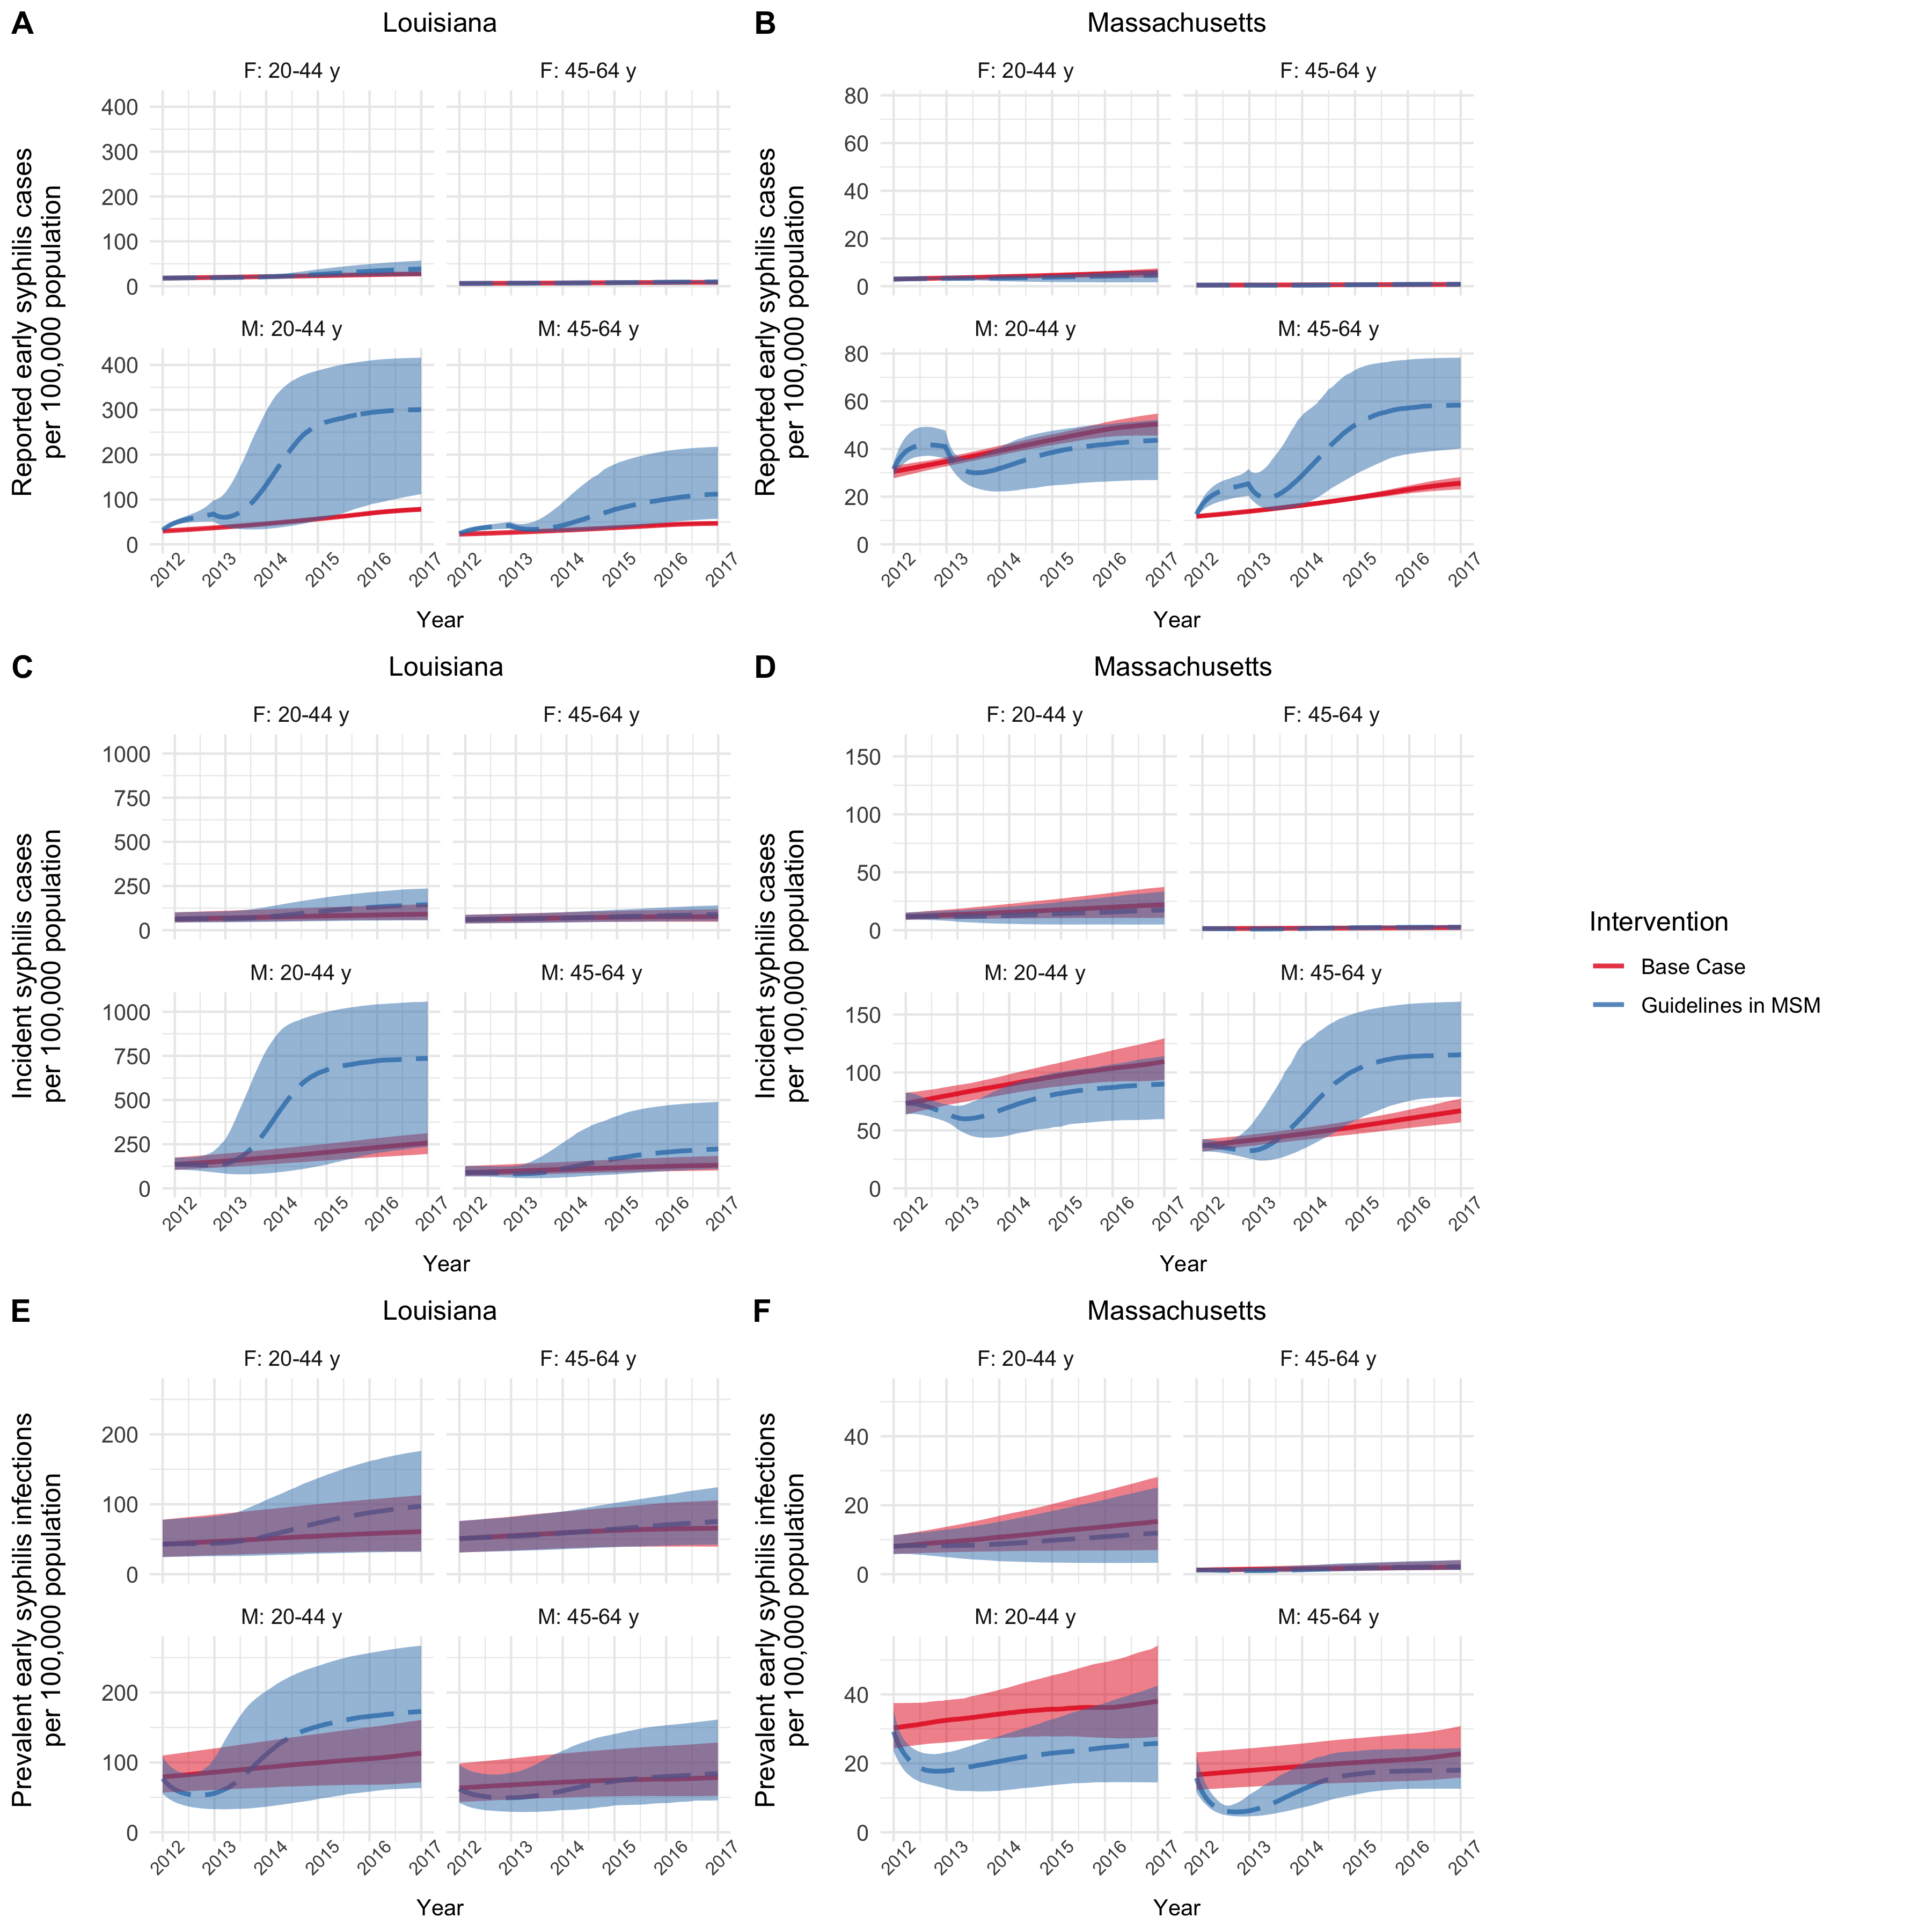 A
Louisiana
F: 20-44 y
F: 45-64 y
400
300
200
100
0
M: 20-44 y
M: 45-64 y
400
300
200
100
0
2012
2013
2014
2015
2016
2017
2012
2013
2014
2015
2016
2017
Year
Reported early syphilis cases
per 100,000 population
B
Massachusetts
F: 20-44 y
F: 45-64 y
80
60
40
20
0
M: 20-44 y
M: 45-64 y
80
60
40
20
0
2012
2013
2014
2015
2016
2017
2012
2013
2014
2015
2016
2017
Year
Reported early syphilis cases
per 100,000 population
C
Louisiana
F: 20-44 y
F: 45-64 y
1000
750
500
250
0
M: 20-44 y
M: 45-64 y
1000
750
500
250
0
2012
2013
2014
2015
2016
2017
2012
2013
2014
2015
2016
2017
Year
Incident syphilis cases
per 100,000 population
D
Massachusetts
F: 20-44 y
F: 45-64 y
150
100
50
0
M: 20-44 y
M: 45-64 y
150
100
50
0
2012
2013
2014
2015
2016
2017
2012
2013
2014
2015
2016
2017
Year
Incident syphilis cases
per 100,000 population
Intervention
Base Case
Guidelines in MSM
E
Louisiana
F: 20-44 y
F: 45-64 y
200
100
0
M: 20-44 y
M: 45-64 y
200
100
0
2012
2013
2014
2015
2016
2017
2012
2013
2014
2015
2016
2017
Year
Prevalent early syphilis infections
per 100,000 population
F
Massachusetts
F: 20-44 y
F: 45-64 y
40
20
0
M: 20-44 y
M: 45-64 y
40
20
0
2012
2013
2014
2015
2016
2017
2012
2013
2014
2015
2016
2017
Year
Prevalent early syphilis infections
per 100,000 population